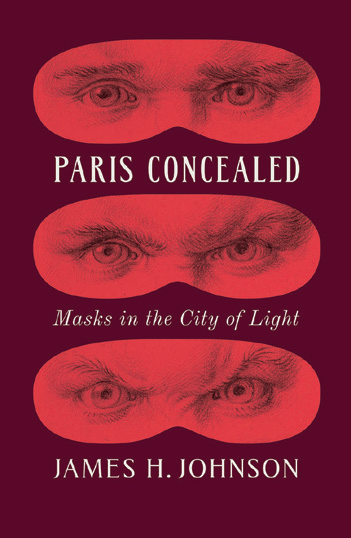 PARIS CONCEALED
Masks in the City of Light
JAMES H. JOHNSON